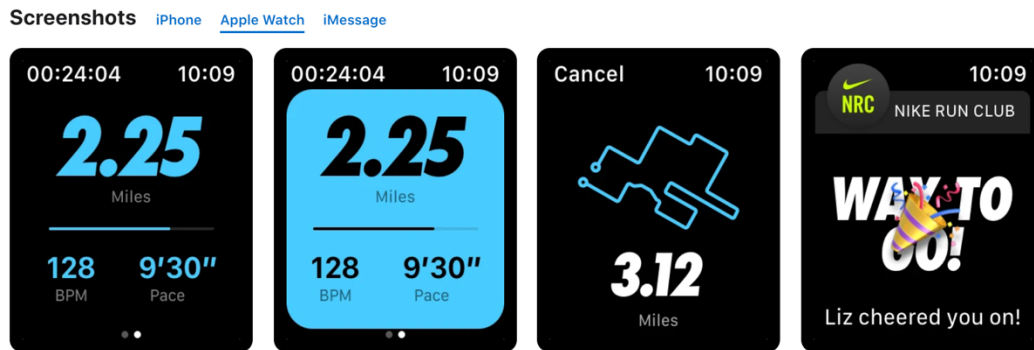 Screenshots iPhone Apple Watch iMessage
00:24:04 10:09
2.25
Miles
128 9'30"
BPM Pace
00:24:04 10:09
2.25
Miles
128 9'30"
BPM Pace
Cancel 10:09
3.12
Miles
10:09
NRC NIKE RUN CLUB
WAY TO
GO!
Liz cheered you on!